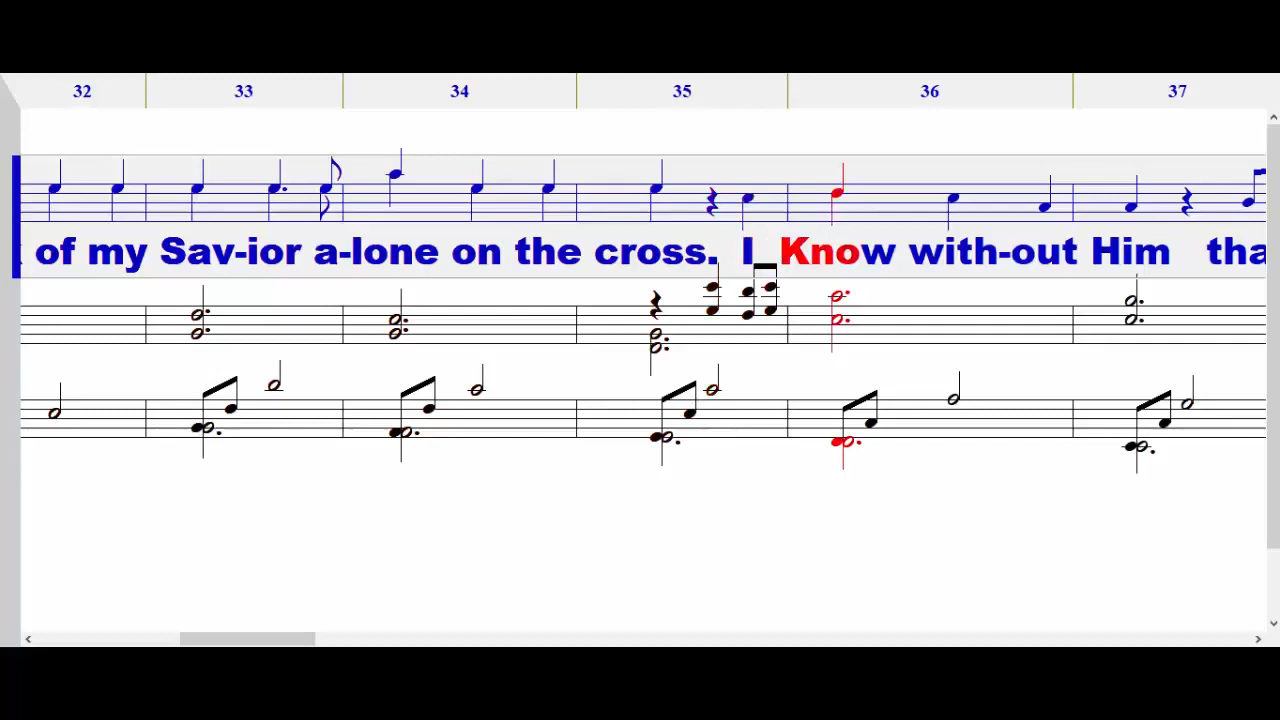 32 33 34 35 36 37
of my Sav-ior a-lone on the cross. I Know with-out Him tha